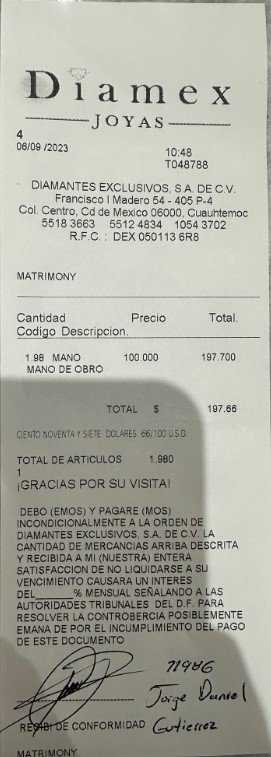 Diamex
JOYAS
4
06/09 /2023
10:48
T048788
DIAMANTES EXCLUSIVOS, S.A. DE C.V.
Francisco I Madero 54 - 405 P-4
Col. Centro, Cd de Mexico 06000, Cuauhtemoc
5518 3663 5512 4834 1054 3702
R.F.C. : DEX 050113 6R8
MATRIMONY
Cantidad Precio Total.
Codigo Descripcion.
1.98 MANO 100.000 197.700
MANO DE OBRO
TOTAL $ 197.66
CIENTO NOVENTA Y SIETE DOLARES 66/100 U.S.D.
TOTAL DE ARTICULOS 1.980
1
¡GRACIAS POR SU VISITA!
DEBO (EMOS) Y PAGARE (MOS)
INCONDICIONALMENTE A LA ORDEN DE
DIAMANTES EXCLUSIVOS, S.A. DE C.V. LA
CANTIDAD DE MERCANCIAS ARRIBA DESCRITA
Y RECIBIDA A MI (NUESTRA) ENTERA
SATISFACCION DE NO LIQUIDARSE A SU
VENCIMIENTO CAUSARA UN INTERES
DEL______% MENSUAL SEÑALANDO A LAS
AUTORIDADES TRIBUNALES DEL D.F. PARA
RESOLVER LA CONTROBERCIA POSIBLEMENTE
EMANA DE POR EL INCUMPLIMIENTO DEL PAGO
DE ESTE DOCUMENTO
Jorge Daniel
RECIBI DE CONFORMIDAD Gutierrez
MATRIMONY